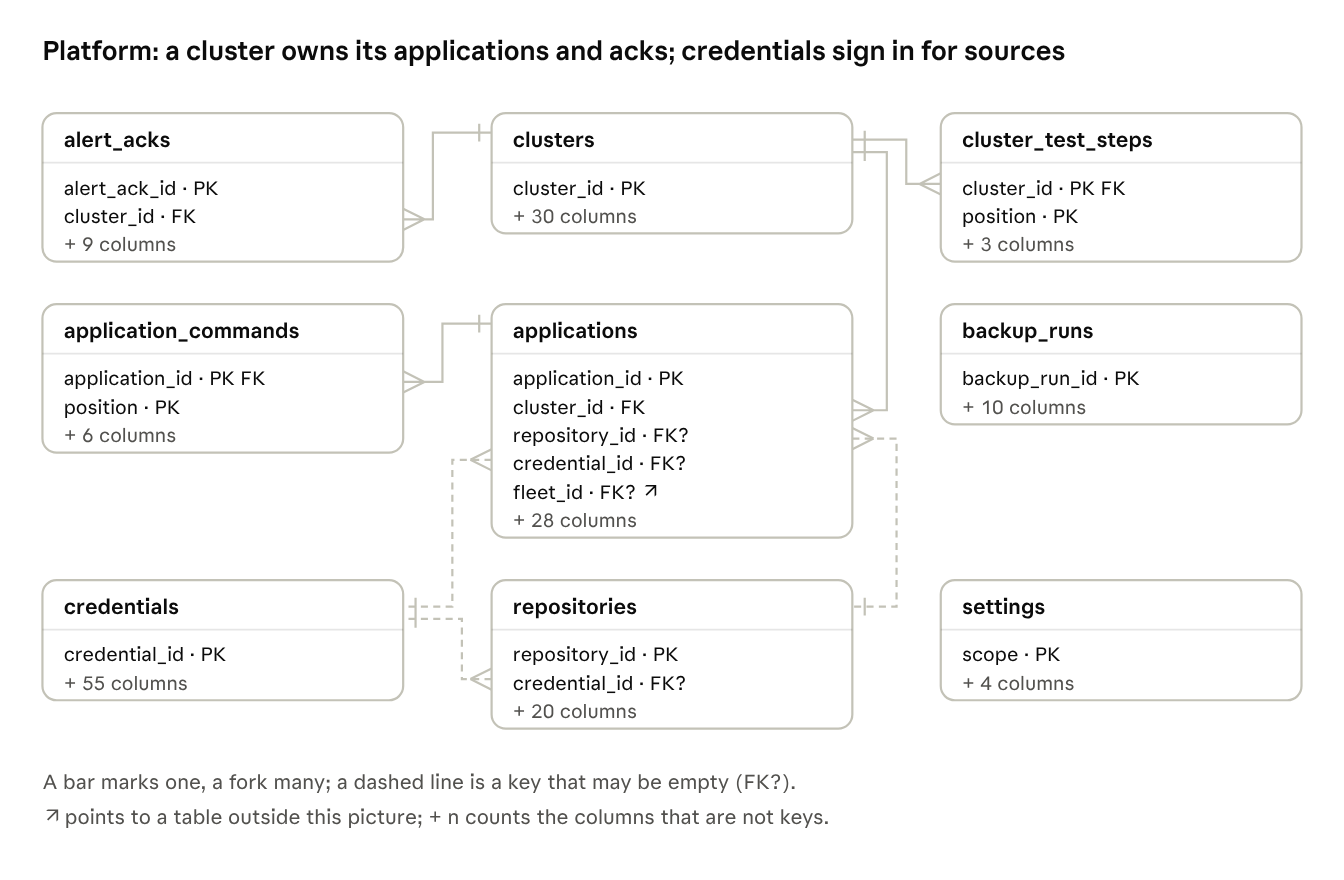 Platform: a cluster owns its applications and acks; credentials sign in for sources
alert_acks
alert_ack_id · PK
cluster_id · FK
+ 9 columns
clusters
cluster_id · PK
+ 30 columns
cluster_test_steps
cluster_id · PK FK
position · PK
+ 3 columns
application_commands
application_id · PK FK
position · PK
+ 6 columns
applications
application_id · PK
cluster_id · FK
repository_id · FK?
credential_id · FK?
fleet_id · FK? ↗
+ 28 columns
backup_runs
backup_run_id · PK
+ 10 columns
credentials
credential_id · PK
+ 55 columns
repositories
repository_id · PK
credential_id · FK?
+ 20 columns
settings
scope · PK
+ 4 columns
A bar marks one, a fork many; a dashed line is a key that may be empty (FK?).
↗ points to a table outside this picture; + n counts the columns that are not keys.